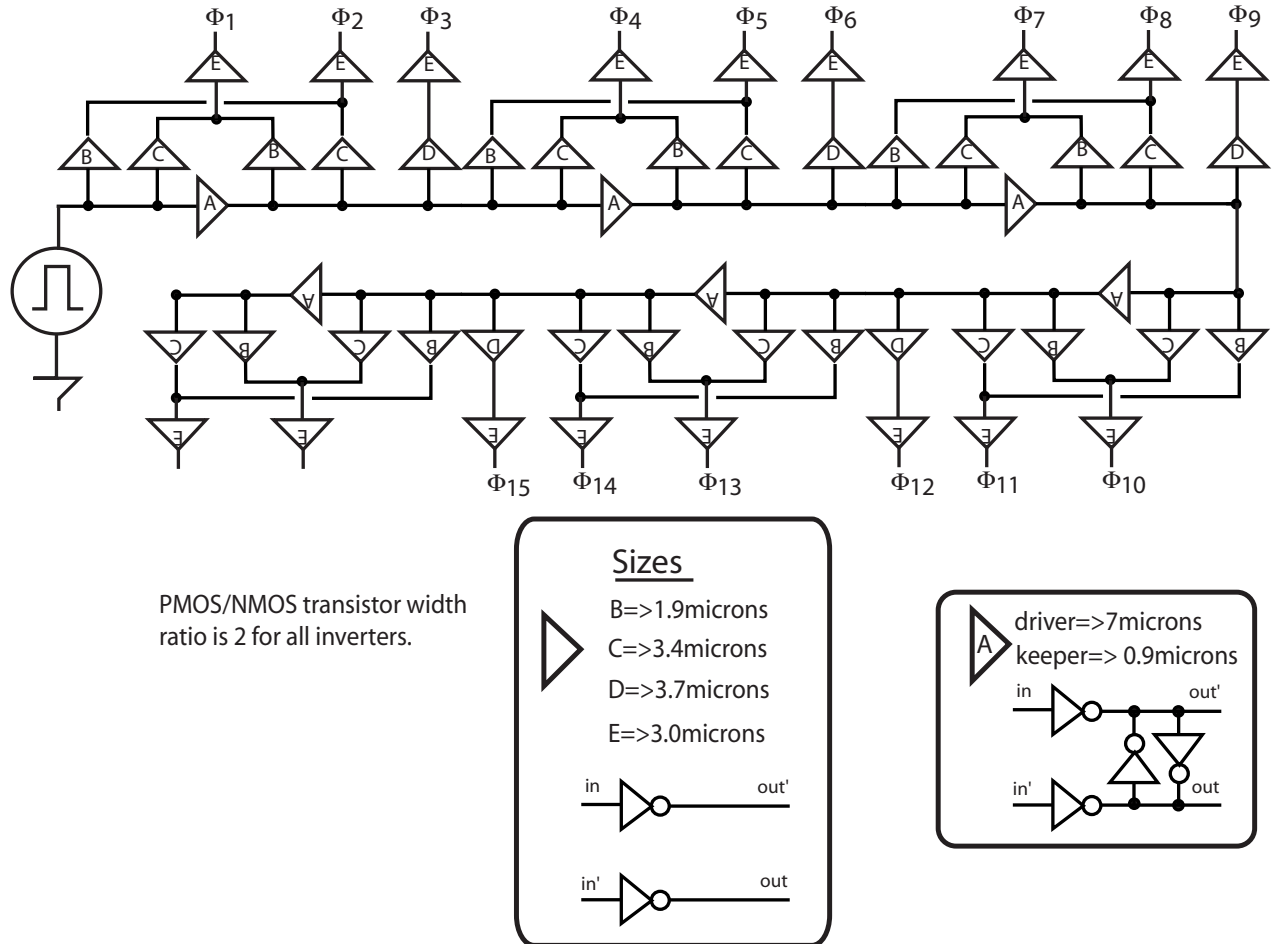 Φ1 Φ2 Φ3 Φ4 Φ5 Φ6 Φ7 Φ8 Φ9
E E E E E E E E E
B C B C D B C B C D B C B C D
A A A
A A A
C B C B D C B C B D C B C B
E E E E E E E E
Φ15 Φ14 Φ13 Φ12 Φ11 Φ10
PMOS/NMOS transistor width
ratio is 2 for all inverters.
Sizes
B=>1.9microns
C=>3.4microns
D=>3.7microns
E=>3.0microns
in out'
in' out
A driver=>7microns
keeper=> 0.9microns
in out'
in' out